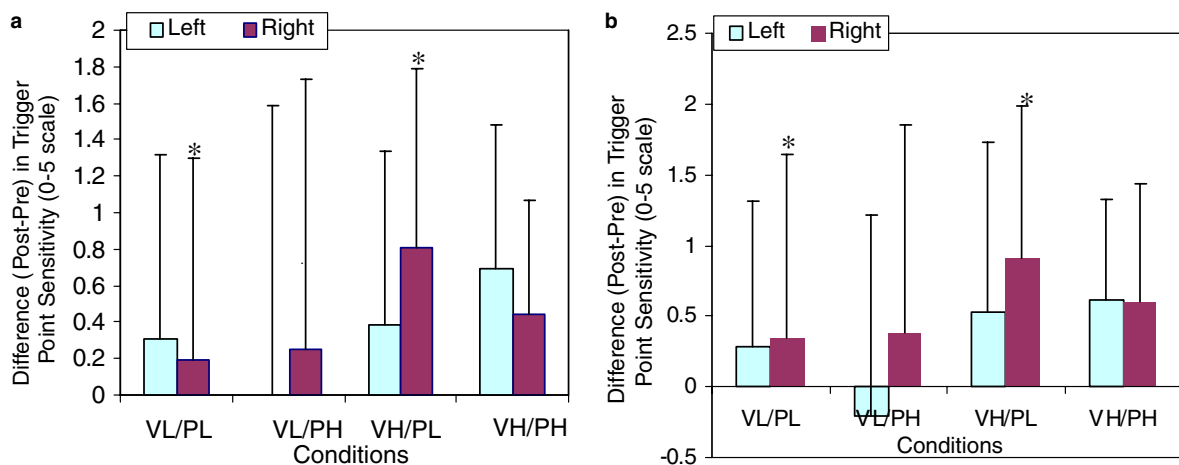 a
Left Right
Difference (Post-Pre) in Trigger
Point Sensitivity (0-5 scale)
2
1.8
1.6
1.4
1.2
1
0.8
0.6
0.4
0.2
0
*
*
VL/PL VL/PH VH/PL VH/PH
Conditions
b
Left Right
Difference (Post-Pre) in Trigger
Point Sensitivity (0-5 scale)
2.5
2
1.5
1
0.5
0
-0.5
*
*
VL/PL VL/PH VH/PL VH/PH
Conditions